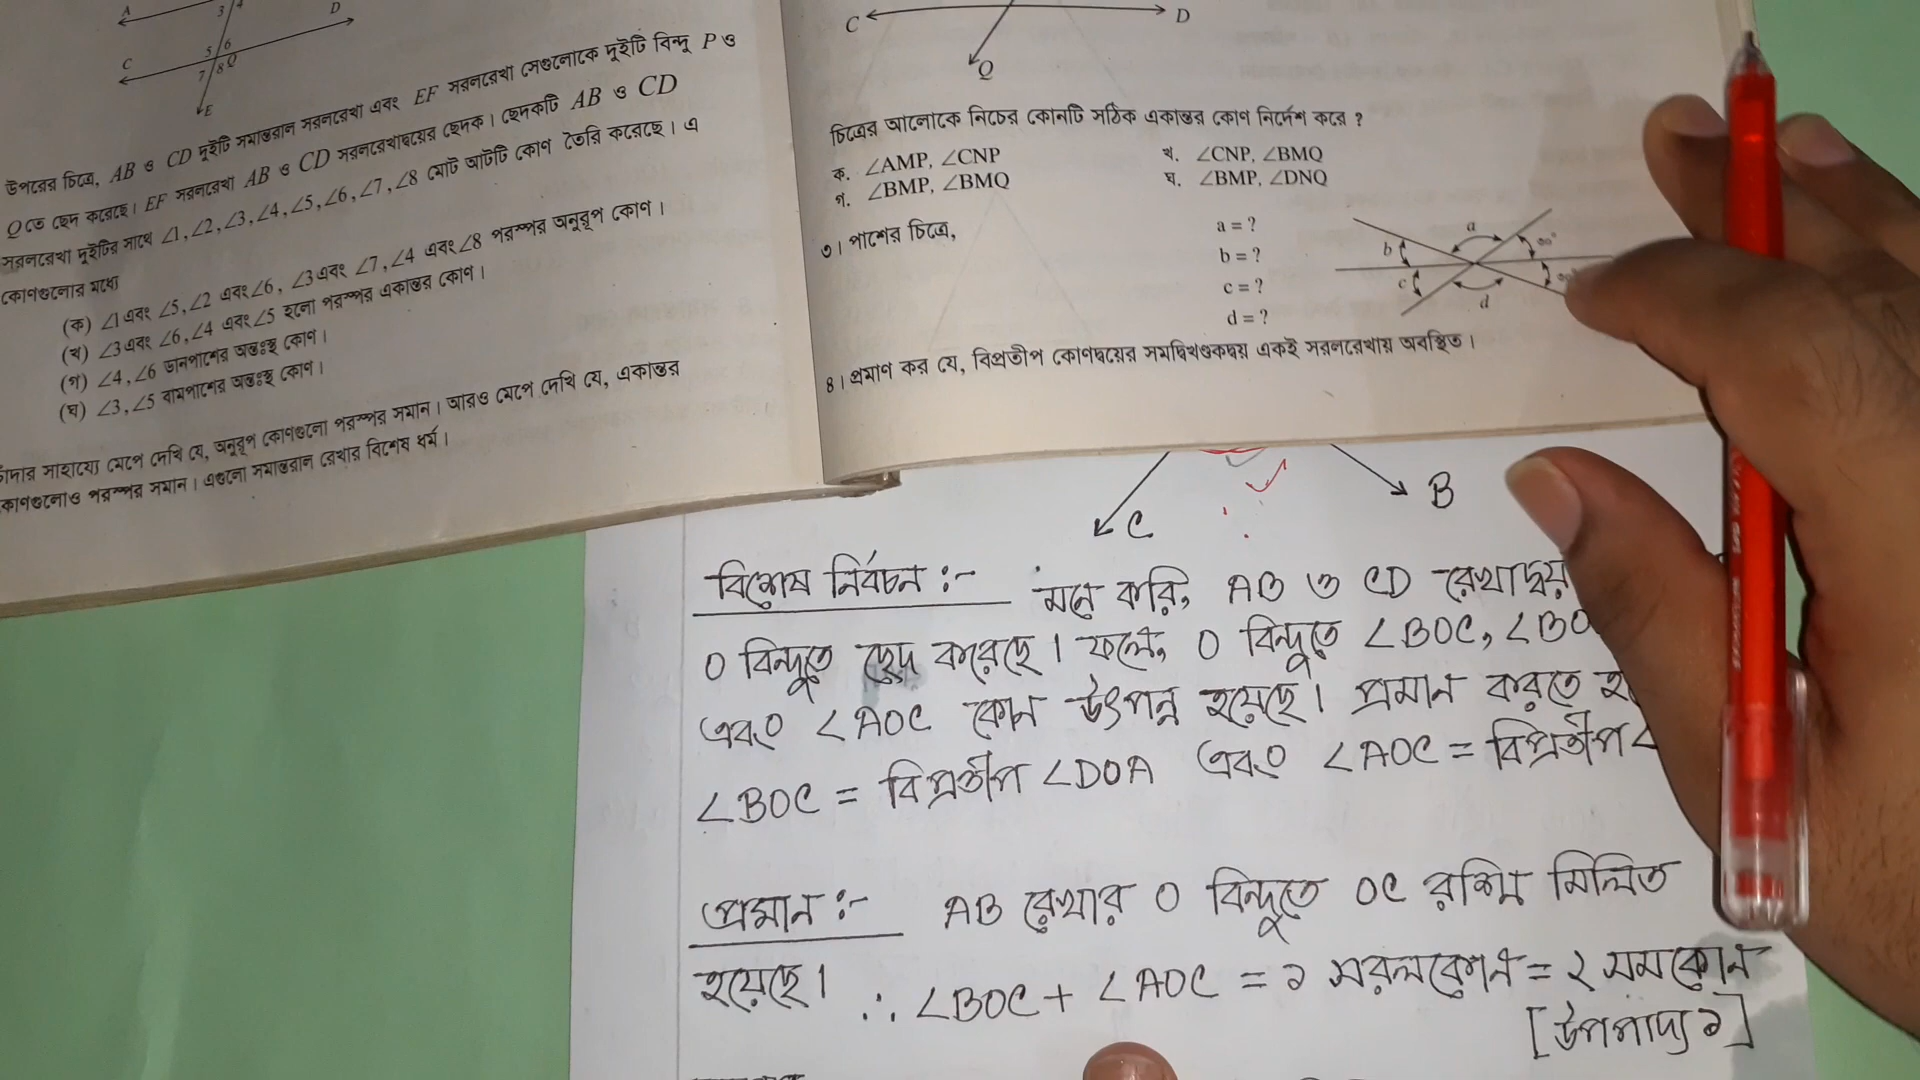 A
3
4
D
C
5
6
7
8
Q
E
উপরের চিত্রে, AB ও CD দুইটি সমান্তরাল সরলরেখা এবং EF সরলরেখা সেগুলোকে দুইটি বিন্দু P ও
Q তে ছেদ করেছে। EF সরলরেখা AB ও CD সরলরেখাদ্বয়ের ছেদক। ছেদকটি AB ও CD
সরলরেখা দুইটির সাথে ∠1, ∠2, ∠3, ∠4, ∠5, ∠6, ∠7, ∠8 মোট আটটি কোণ তৈরি করেছে। এ
কোণগুলোর মধ্যে
(ক) ∠1 এবং ∠5, ∠2 এবং ∠6, ∠3 এবং ∠7, ∠4 এবং ∠8 পরস্পর অনুরূপ কোণ।
(খ) ∠3 এবং ∠6, ∠4 এবং ∠5 হলো পরস্পর একান্তর কোণ।
(গ) ∠4, ∠6 ডানপাশের অন্তঃস্থ কোণ।
(ঘ) ∠3, ∠5 বামপাশের অন্তঃস্থ কোণ।
সাহায্যে মেপে দেখি যে, অনুরূপ কোণগুলো পরস্পর সমান। আরও মেপে দেখি যে, একান্তর
কোণগুলোও পরস্পর সমান। এগুলো সমান্তরাল রেখার বিশেষ ধর্ম।
C
D
Q
চিত্রের আলোকে নিচের কোনটি সঠিক একান্তর কোণ নির্দেশ করে ?
ক. ∠AMP, ∠CNP খ. ∠CNP, ∠BMQ
গ. ∠BMP, ∠BMQ ঘ. ∠BMP, ∠DNQ
৩। পাশের চিত্রে, a = ?
b = ?
c = ?
d = ?
a
b
c
d
৪। প্রমাণ কর যে, বিপ্রতীপ কোণদ্বয়ের সমদ্বিখণ্ডকদ্বয় একই সরলরেখায় অবস্থিত।
C
B
বিশেষ নির্বচন :- মনে করি, AB ও CD রেখাদ্বয়
O বিন্দুতে ছেদ করেছে। ফলে, O বিন্দুতে ∠BOC,
এবং ∠AOC কোন উৎপন্ন হয়েছে। প্রমান করতে
∠BOC = বিপ্রতীপ ∠DOA এবং ∠AOC = বিপ্রতীপ ∠
প্রমান :- AB রেখার O বিন্দুতে OC রশ্মি মিলিত
হয়েছে। ∴ ∠BOC + ∠AOC = ১ সরলকোন = ২ সমকোন
[উপপাদ্য ১]